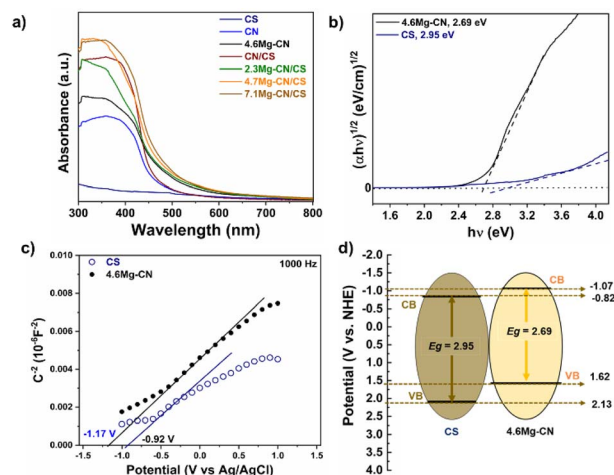 a)
CS
CN
4.6Mg-CN
CN/CS
2.3Mg-CN/CS
4.7Mg-CN/CS
7.1Mg-CN/CS
Absorbance (a.u.)
300 400 500 600 700 800
Wavelength (nm)
b)
4.6Mg-CN, 2.69 eV
CS, 2.95 eV
(αhν)^1/2 (eV/cm)^1/2
0
1.6 2.0 2.4 2.8 3.2 3.6 4.0
hν (eV)
c)
CS
4.6Mg-CN
1000 Hz
C^-2 (10^-6F^-2)
0.010
0.008
0.006
0.004
0.002
0.000
-1.17 V
-0.92 V
-1.0 -0.5 0.0 0.5 1.0
Potential (V vs Ag/AgCl)
d)
Potential (V vs. NHE)
-2.0
-1.5
-1.0
-0.5
0.0
0.5
1.0
1.5
2.0
2.5
3.0
3.5
4.0
CB
CB
-1.07
-0.82
Eg = 2.95
Eg = 2.69
VB
VB
1.62
2.13
CS
4.6Mg-CN